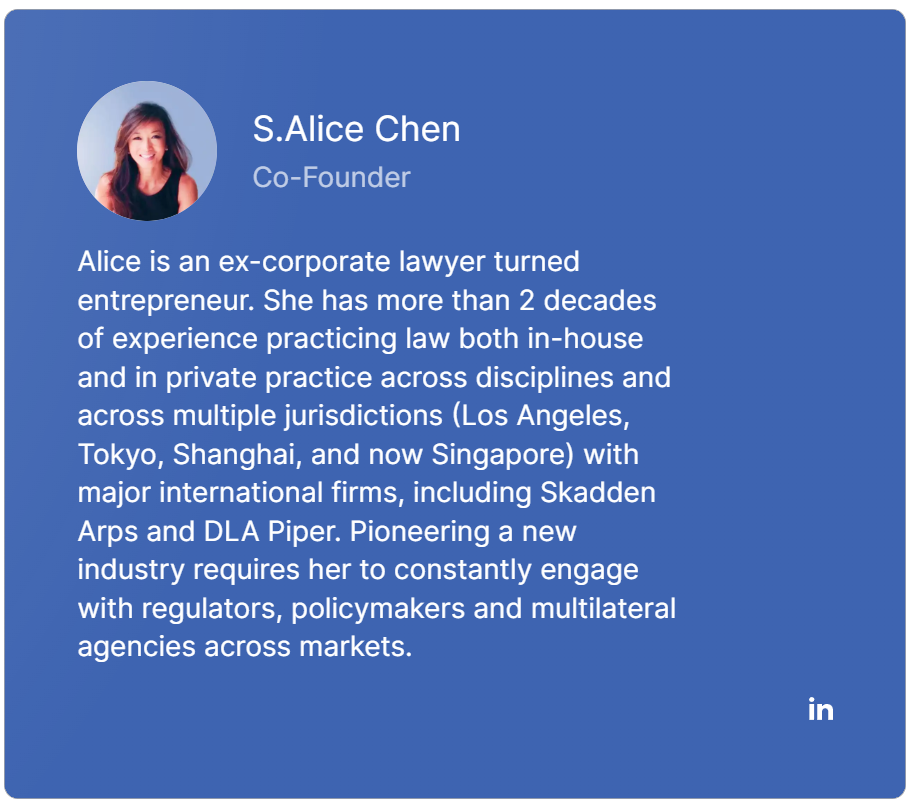 S.Alice Chen
Co-Founder
Alice is an ex-corporate lawyer turned
entrepreneur. She has more than 2 decades
of experience practicing law both in-house
and in private practice across disciplines and
across multiple jurisdictions (Los Angeles,
Tokyo, Shanghai, and now Singapore) with
major international firms, including Skadden
Arps and DLA Piper. Pioneering a new
industry requires her to constantly engage
with regulators, policymakers and multilateral
agencies across markets.
in